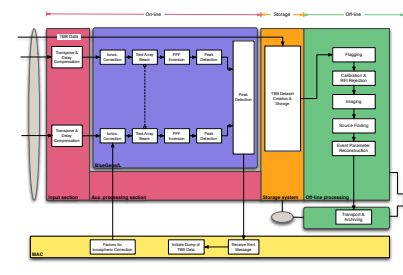 On-line
Storage
Off-line
TBB Data
Transpose &
Delay
Compensation
Ionos.
Correction
Tied Array
Beam
PPF
Inversion
Peak
Detection
Peak
Detection
Transpose &
Delay
Compensation
Ionos.
Correction
Tied Array
Beam
PPF
Inversion
Peak
Detection
BlueGene/L
Input section
Aux. processing section
TBB Dataset
Creation &
Storage
Storage system
Flagging
Calibration &
RFI Rejection
Imaging
Source Finding
Event Parameter
Reconstruction
Off-line processing
Transport &
Archiving
Factors for
Ionospheric Correction
Initiate Dump of
TBB Data
Receive
Message
MAC